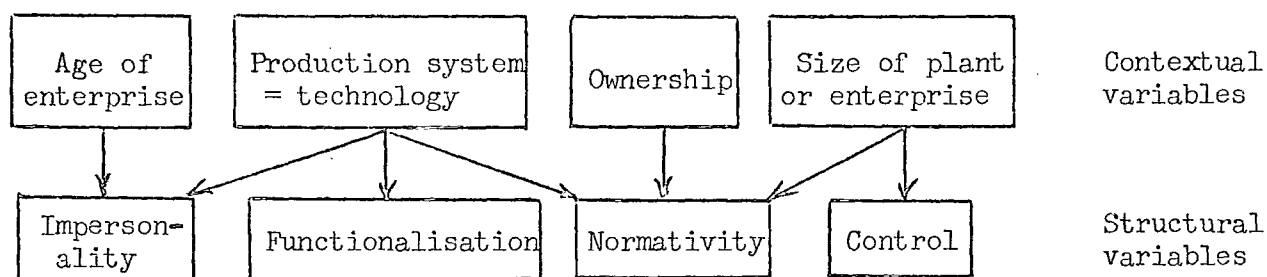 Age of
enterprise
Production system
= technology
Ownership
Size of plant
or enterprise
Contextual
variables
Imperson-
ality
Functionalisation
Normativity
Control
Structural
variables